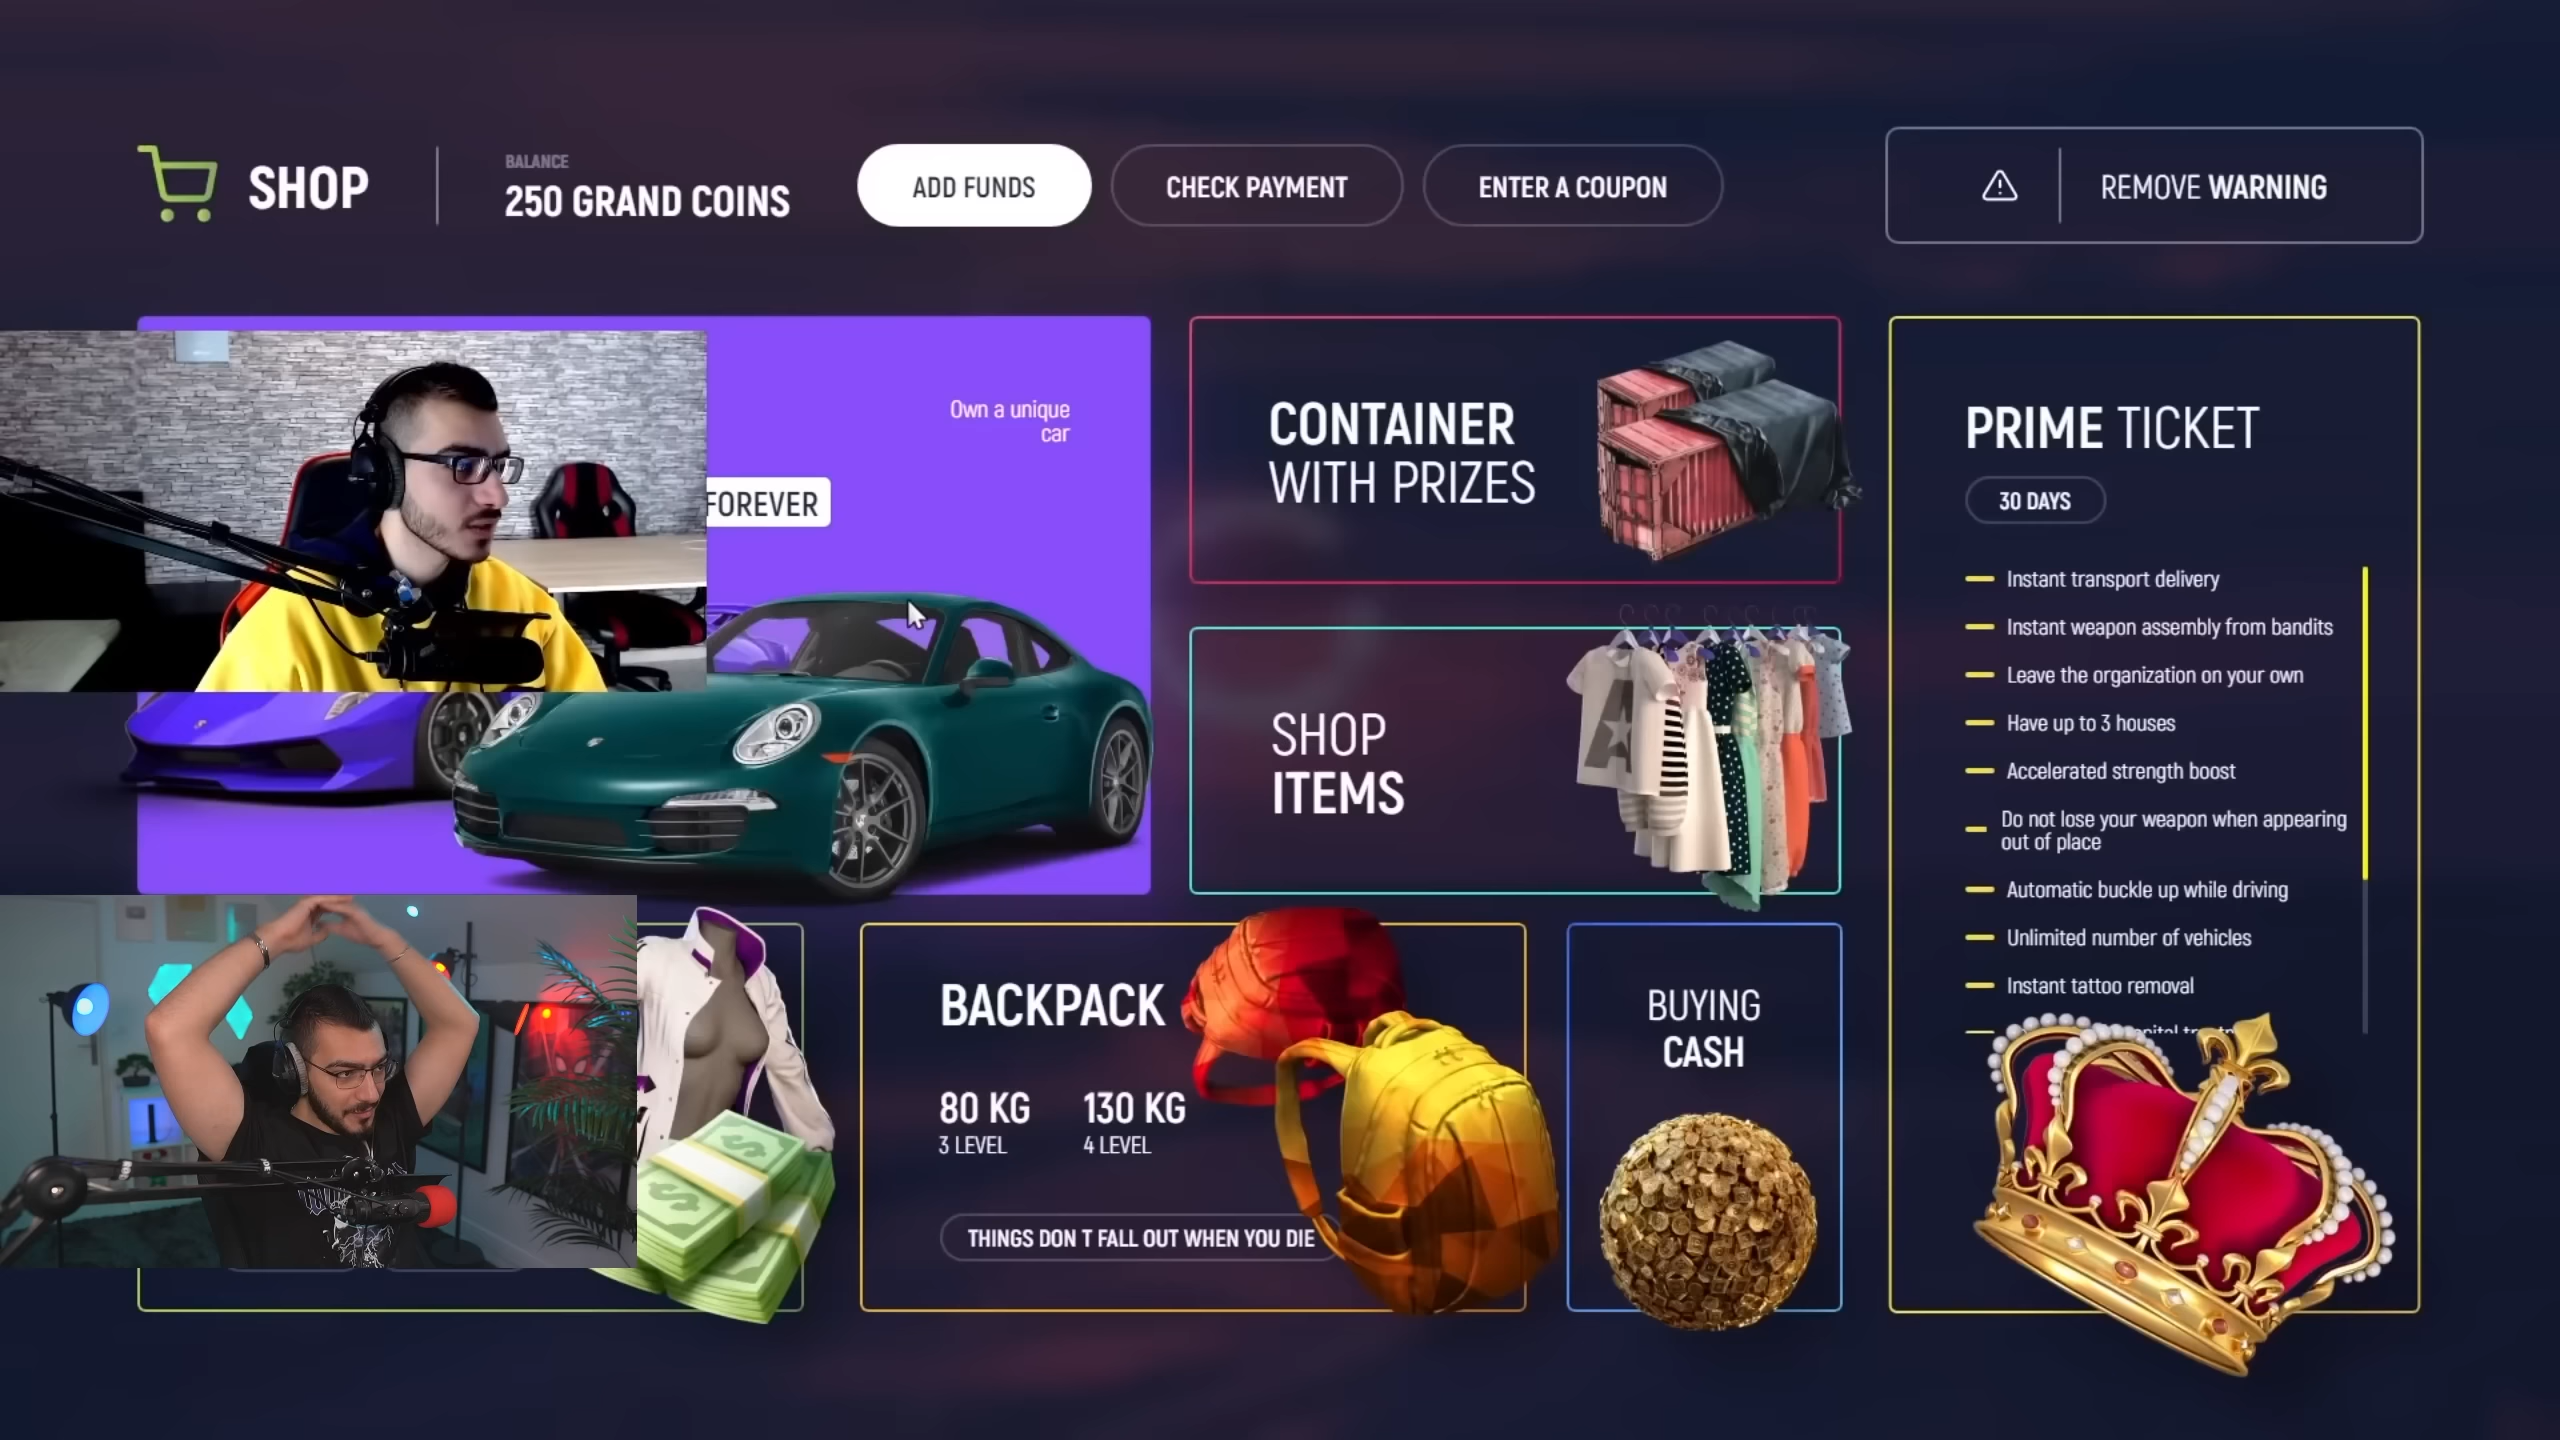 SHOP
BALANCE
250 GRAND COINS
ADD FUNDS
CHECK PAYMENT
ENTER A COUPON
REMOVE WARNING
Own a unique
car
FOREVER
CONTAINER
WITH PRIZES
SHOP
ITEMS
PRIME TICKET
30 DAYS
Instant transport delivery
Instant weapon assembly from bandits
Leave the organization on your own
Have up to 3 houses
Accelerated strength boost
Do not lose your weapon when appearing
out of place
Automatic buckle up while driving
Unlimited number of vehicles
Instant tattoo removal
BACKPACK
80 KG
3 LEVEL
130 KG
4 LEVEL
THINGS DON T FALL OUT WHEN YOU DIE
BUYING
CASH